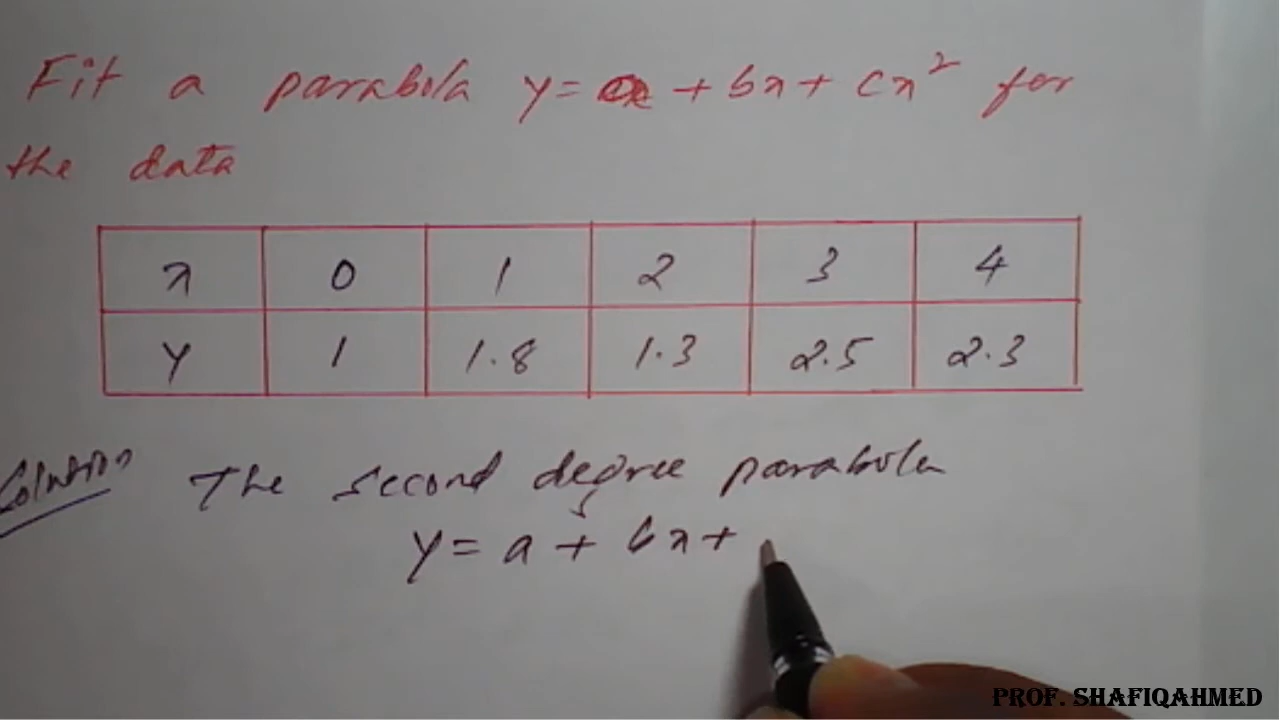 Fit a parabola y = a + bx + cx² for
the data
x 0 1 2 3 4
y 1 1.8 1.3 2.5 2.3
Solution The second degree parabola
y = a + bx +
PROF. SHAFIQAHMED